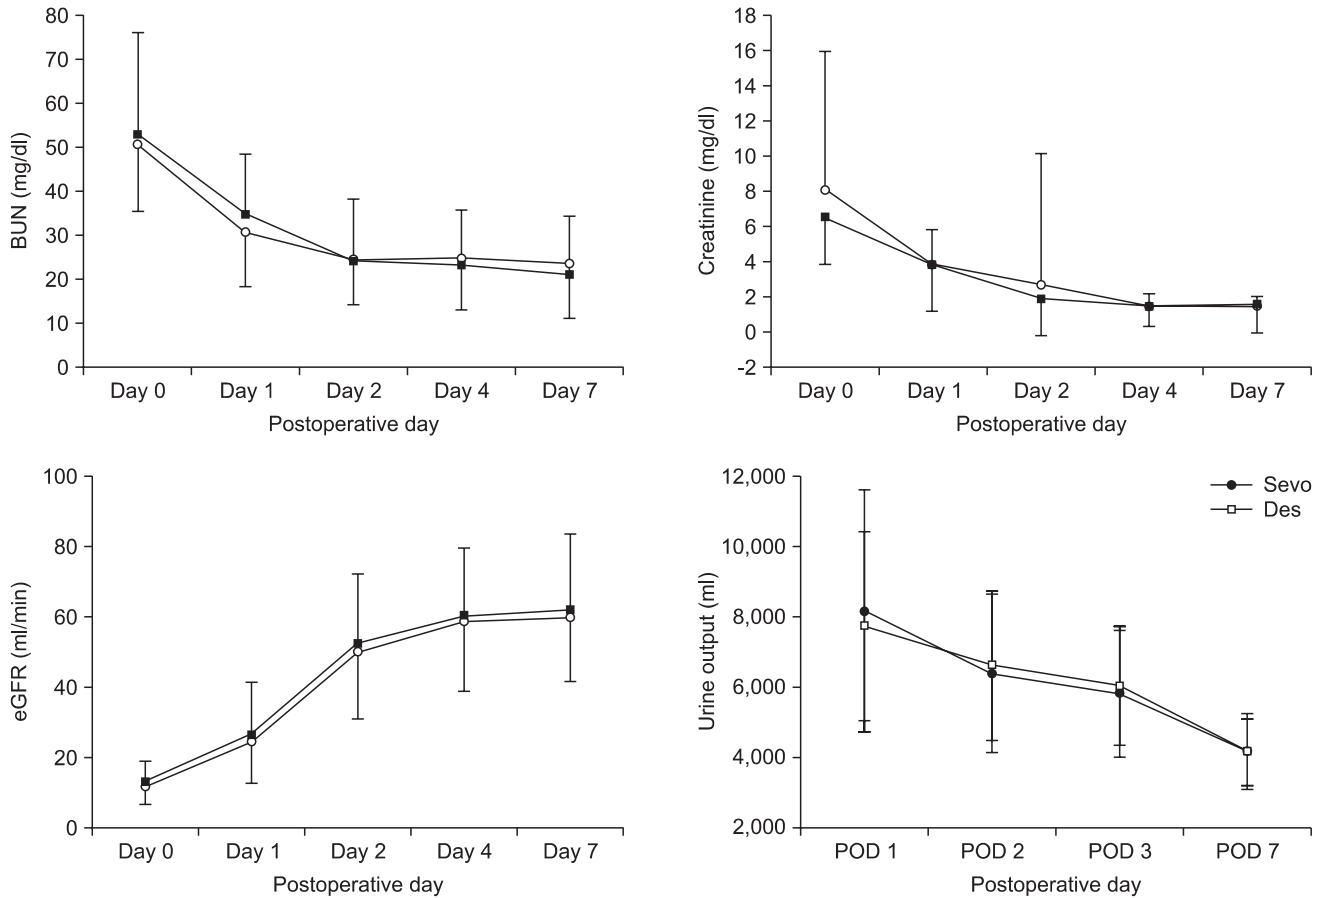 BUN (mg/dl)
80
70
60
50
40
30
20
10
0
Day 0 Day 1 Day 2 Day 4 Day 7
Postoperative day
Creatinine (mg/dl)
18
16
14
12
10
8
6
4
2
0
-2
Day 0 Day 1 Day 2 Day 4 Day 7
Postoperative day
eGFR (ml/min)
100
80
60
40
20
0
Day 0 Day 1 Day 2 Day 4 Day 7
Postoperative day
Urine output (ml)
12,000
10,000
8,000
6,000
4,000
2,000
Sevo
Des
POD 1 POD 2 POD 3 POD 7
Postoperative day